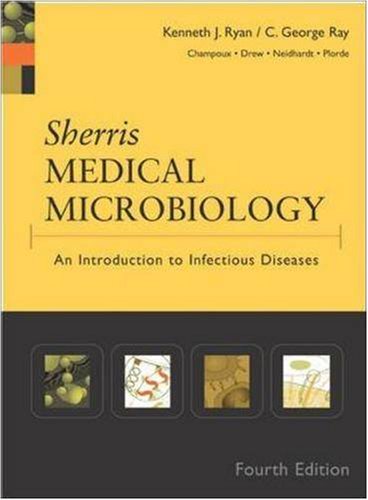 Kenneth J. Ryan / C. George Ray
Champoux • Drew • Neidhardt • Plorde
Sherris
MEDICAL
MICROBIOLOGY
An Introduction to Infectious Diseases
Fourth Edition